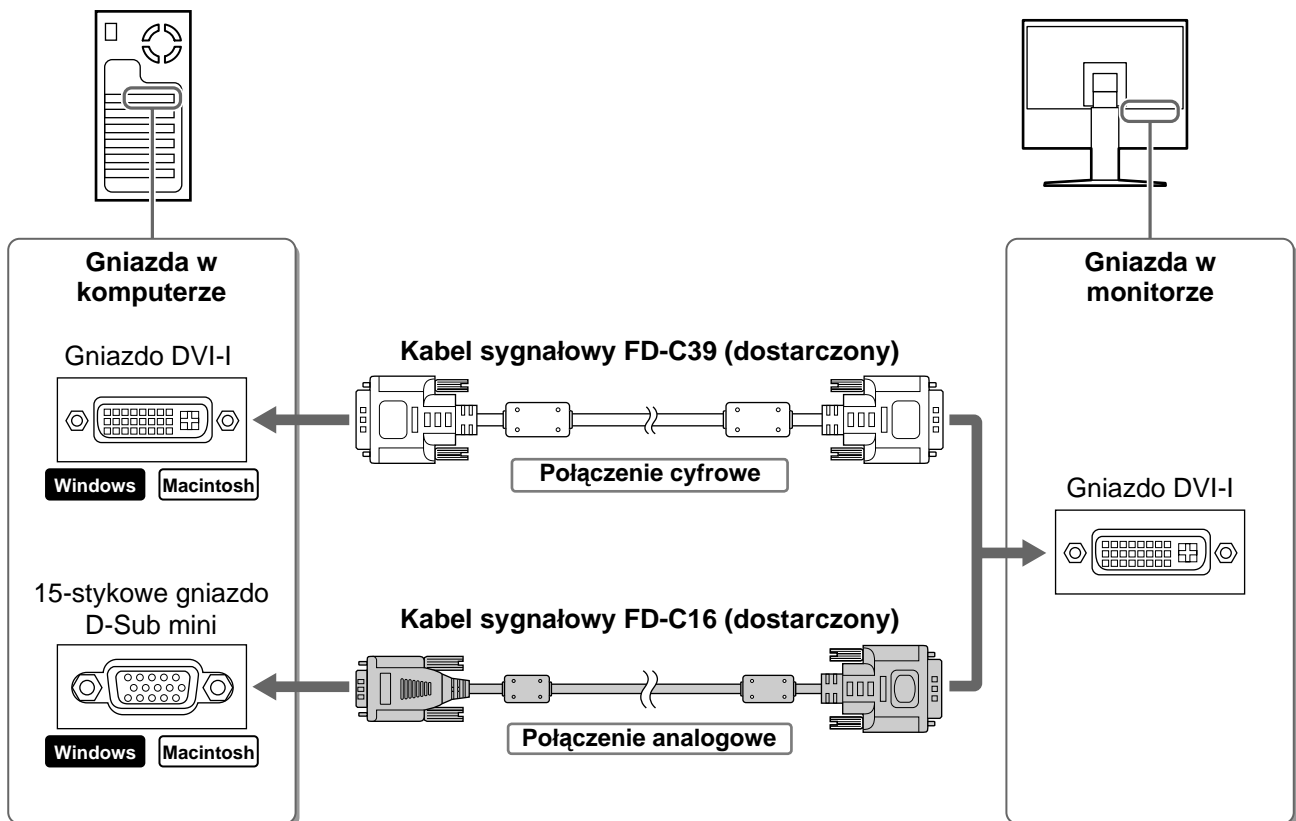 Gniazda w
komputerze
Gniazdo DVI-I
Windows Macintosh
15-stykowe gniazdo
D-Sub mini
Windows Macintosh
Kabel sygnałowy FD-C39 (dostarczony)
Połączenie cyfrowe
Kabel sygnałowy FD-C16 (dostarczony)
Połączenie analogowe
Gniazda w
monitorze
Gniazdo DVI-I